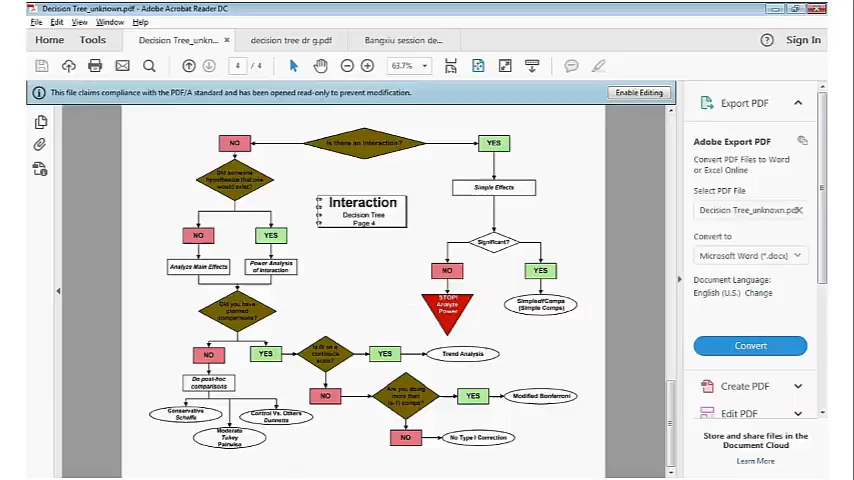 Decision Tree_unknown.pdf - Adobe Acrobat Reader DC
File Edit View Window Help
Home Tools Decision Tree_unkn... × decision tree dr g.pdf Bangxiu session de... Sign In
4 / 4 63.7%
This file claims compliance with the PDF/A standard and has been opened read-only to prevent modification. Enable Editing
NO Is there an Interaction? YES
Did someone hypothesize that one would exist?
Simple Effects
Interaction
Decision Tree
Page 4
NO YES
Significant?
Analyze Main Effects
Power Analysis of Interaction
NO YES
STOP!
Analyze
Power
(Simple Comps)
Did you have planned comparisons?
NO YES
scale?
YES Trend Analysis
Do post-hoc comparisons
NO
Are you doing more than (a-1) comps?
YES Modified Bonferroni
Conservative
Scheffe
Control Vs. Others
Dunnetts
Moderate
Tukey
Pairwise
NO No Type I Correction
Export PDF
Adobe Export PDF
Convert PDF Files to Word
or Excel Online
Select PDF File
Decision Tree_unknown.pdf ×
Convert to
Microsoft Word (*.docx)
Document Language:
English (U.S.) Change
Convert
Create PDF
Edit PDF
Store and share files in the
Document Cloud
Learn More